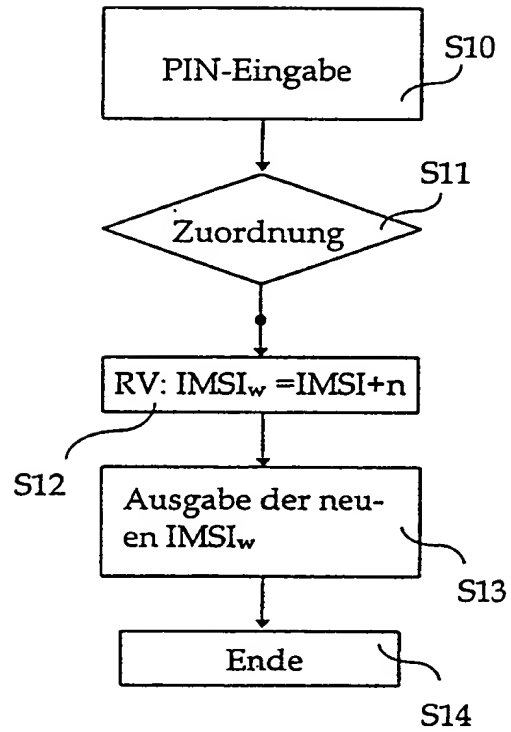 PIN-Eingabe
S10
S11
Zuordnung
RV: IMSIw =IMSI+n
S12
Ausgabe der neu-
en IMSIw
S13
Ende
S14